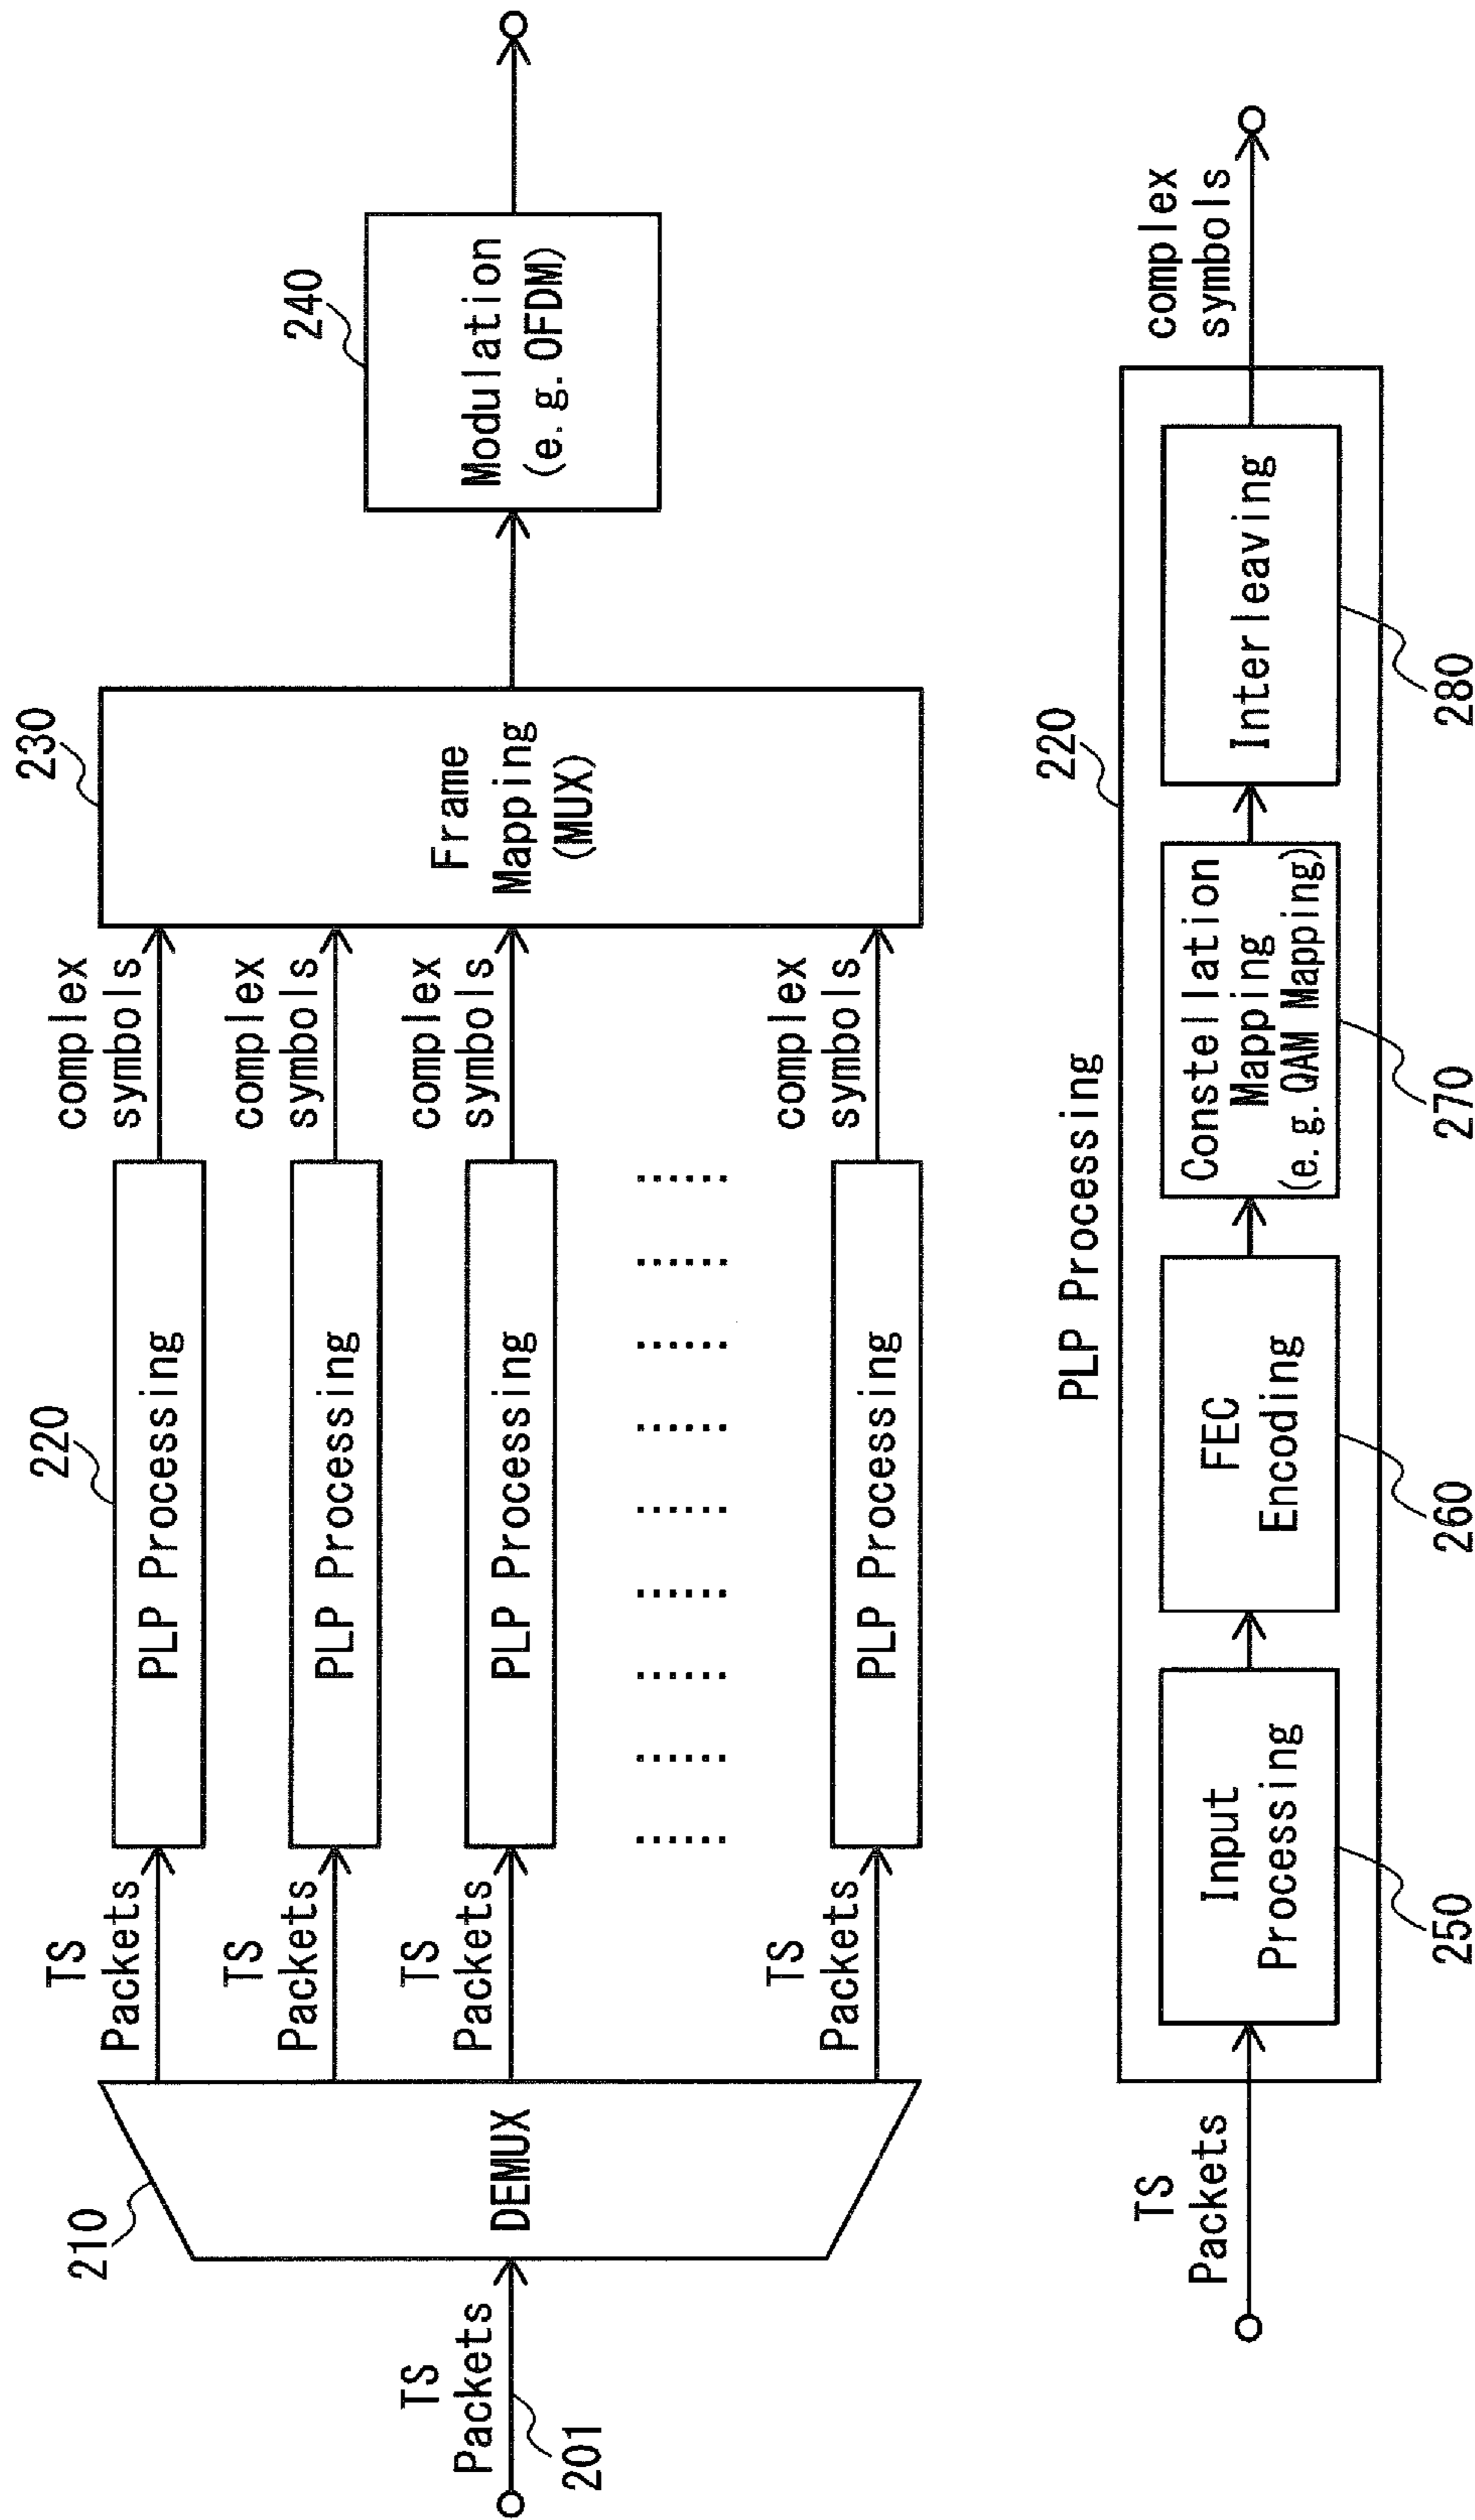 TS
Packets
201
210
DEMUX
TS
Packets
TS
Packets
TS
Packets
TS
Packets
220
PLP Processing
PLP Processing
PLP Processing
PLP Processing
complex
symbols
complex
symbols
complex
symbols
complex
symbols
230
Frame
Mapping
(MUX)
240
Modulation
(e.g. OFDM)
PLP Processing
220
TS
Packets
Input
Processing
250
FEC
Encoding
260
Constellation
Mapping
(e.g. QAM Mapping)
270
Interleaving
280
complex
symbols